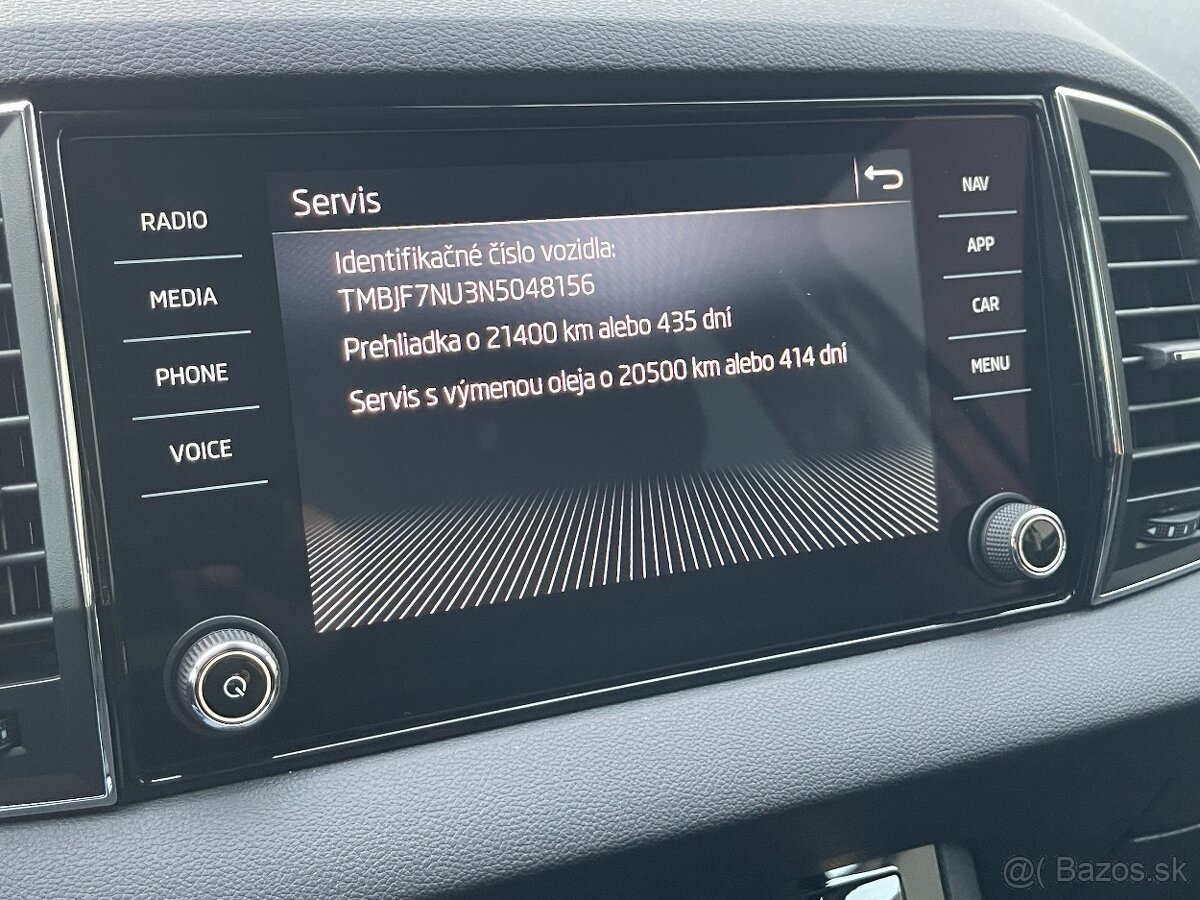 Servis
RADIO
MEDIA
PHONE
VOICE
Identifikačné číslo vozidla:
TMBJF7NU3N5048156
Prehliadka o 21400 km alebo 435 dní
Servis s výmenou oleja o 20500 km alebo 414 dní
NAV
APP
CAR
MENU
@( Bazos.sk